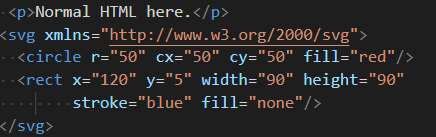 <p>Normal HTML here.</p>
<svg xmlns="http://www.w3.org/2000/svg">
<circle r="50" cx="50" cy="50" fill="red"/>
<rect x="120" y="5" width="90" height="90"
stroke="blue" fill="none"/>
</svg>